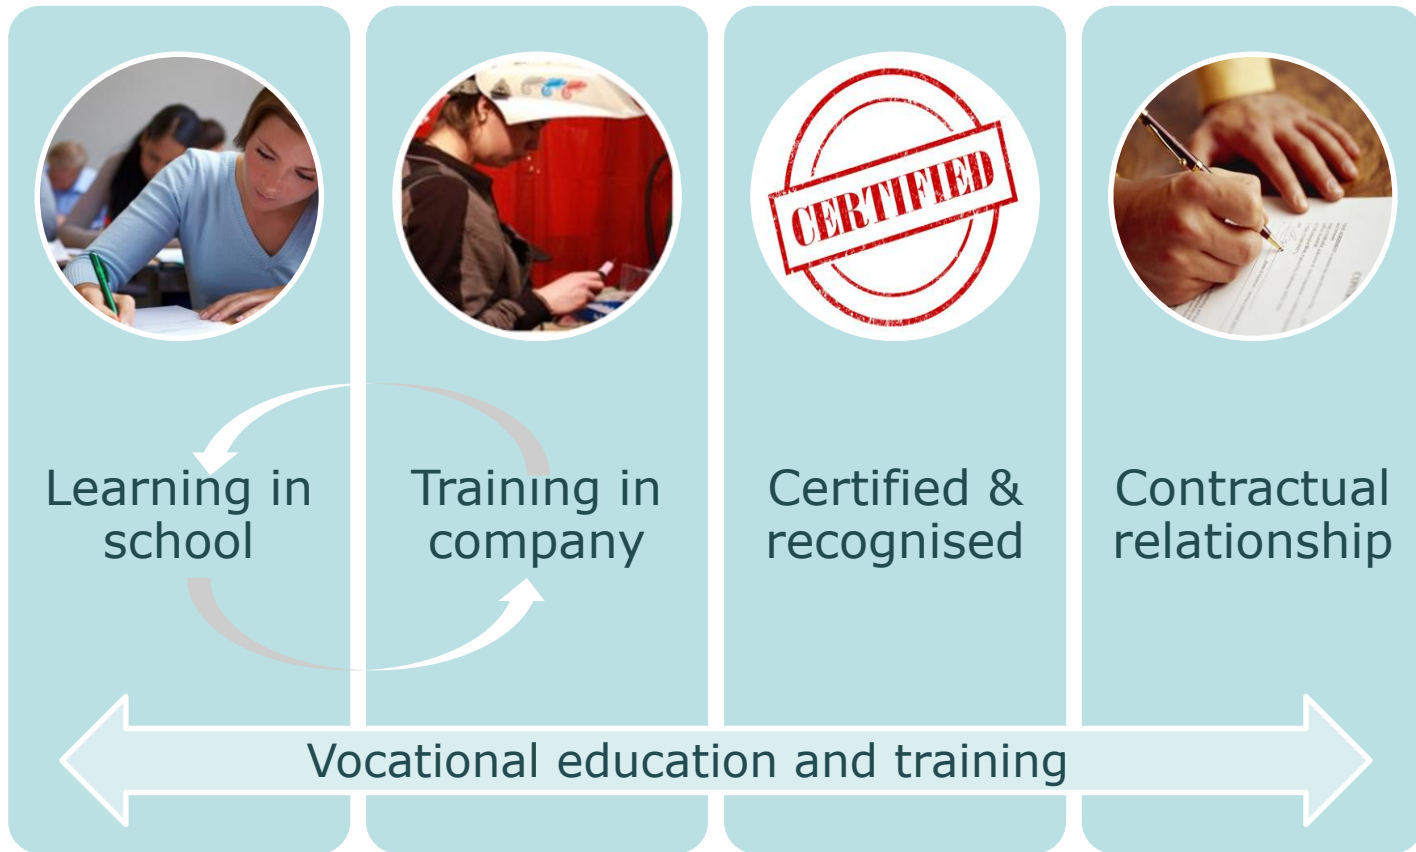 CERTIFIED
Learning in
school
Training in
company
Certified &
recognised
Contractual
relationship
Vocational education and training